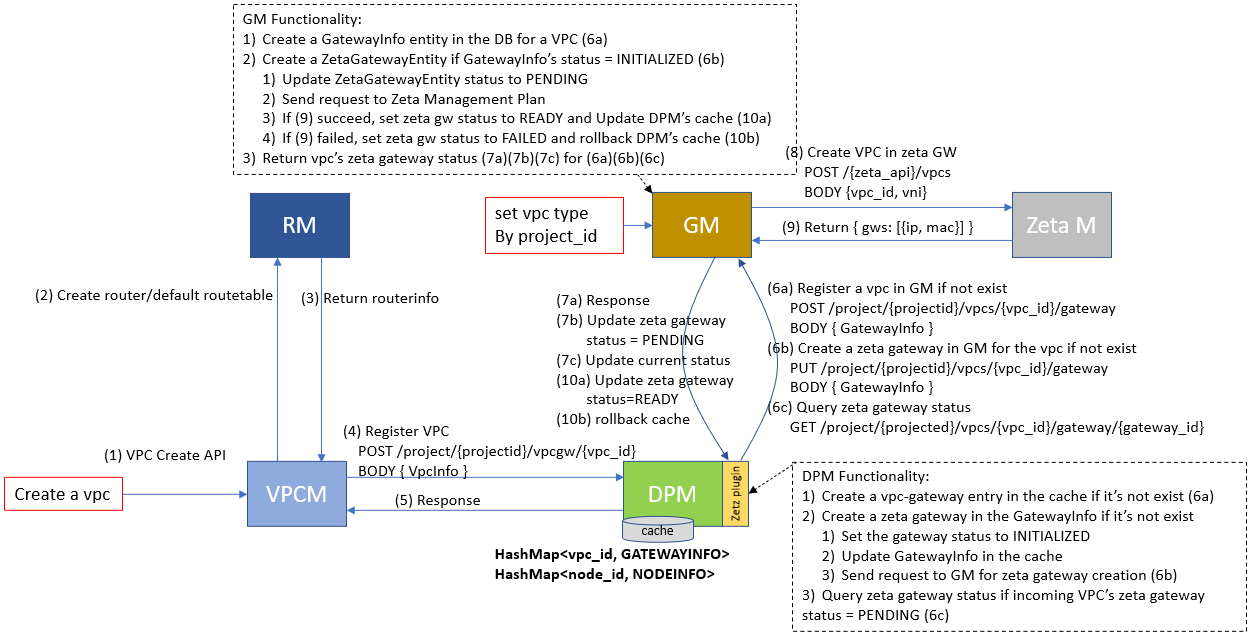 GM Functionality:
1) Create a GatewayInfo entity in the DB for a VPC (6a)
2) Create a ZetaGatewayEntity if GatewayInfo's status = INITIALIZED (6b)
1) Update ZetaGatewayEntity status to PENDING
2) Send request to Zeta Management Plan
3) If (9) succeed, set zeta gw status to READY and Update DPM's cache (10a)
4) If (9) failed, set zeta gw status to FAILED and rollback DPM's cache (10b)
3) Return vpc's zeta gateway status (7a)(7b)(7c) for (6a)(6b)(6c)
(8) Create VPC in zeta GW
POST /{zeta_api}/vpcs
BODY {vpc_id, vni}
RM
set vpc type
By project_id
GM
(9) Return { gws: [{ip, mac}] }
Zeta M
(2) Create router/default routetable
(3) Return routerinfo
(7a) Response
(7b) Update zeta gateway
status = PENDING
(7c) Update current status
(10a) Update zeta gateway
status=READY
(10b) rollback cache
(6a) Register a vpc in GM if not exist
POST /project/{projectid}/vpcs/{vpc_id}/gateway
BODY { GatewayInfo }
(6b) Create a zeta gateway in GM for the vpc if not exist
PUT /project/{projectid}/vpcs/{vpc_id}/gateway
BODY { GatewayInfo }
(6c) Query zeta gateway status
GET /project/{projected}/vpcs/{vpc_id}/gateway/{gateway_id}
(1) VPC Create API
(4) Register VPC
POST /project/{projectid}/vpcgw/{vpc_id}
BODY { VpcInfo }
Create a vpc
VPCM
(5) Response
DPM
Zetz plugin
cache
HashMap<vpc_id, GATEWAYINFO>
HashMap<node_id, NODEINFO>
DPM Functionality:
1) Create a vpc-gateway entry in the cache if it's not exist (6a)
2) Create a zeta gateway in the GatewayInfo if it's not exist
1) Set the gateway status to INITIALIZED
2) Update GatewayInfo in the cache
3) Send request to GM for zeta gateway creation (6b)
3) Query zeta gateway status if incoming VPC's zeta gateway
status = PENDING (6c)